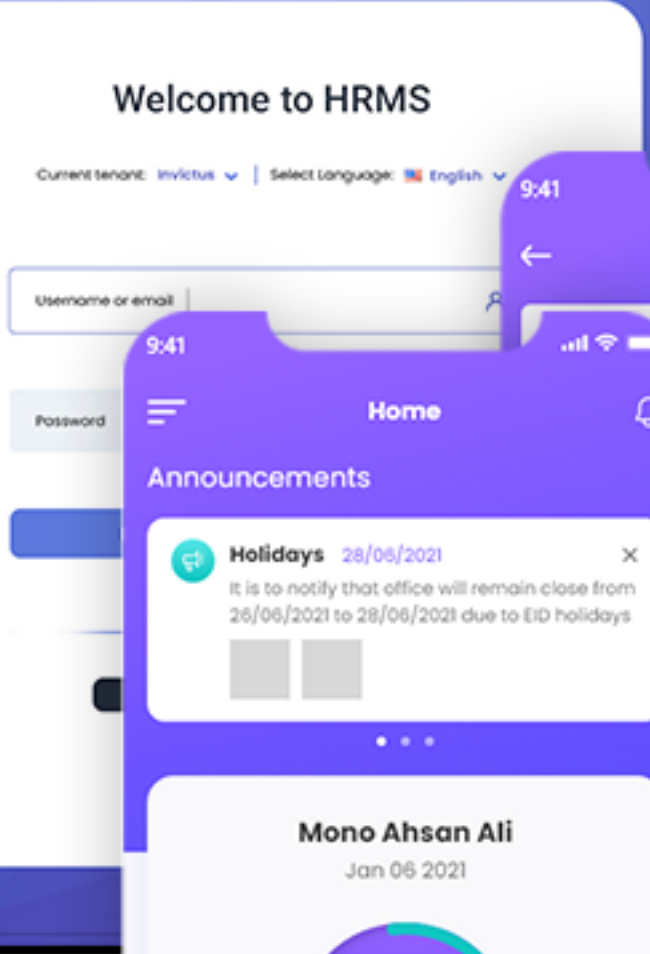 Welcome to HRMS
Current tenant: Invictus | Select Language: English
9:41
Username or email
9:41
Home
Password
Announcements
Holidays 28/06/2021
It is to notify that office will remain close from
26/06/2021 to 28/06/2021 due to EID holidays
Mono Ahsan Ali
Jan 06 2021